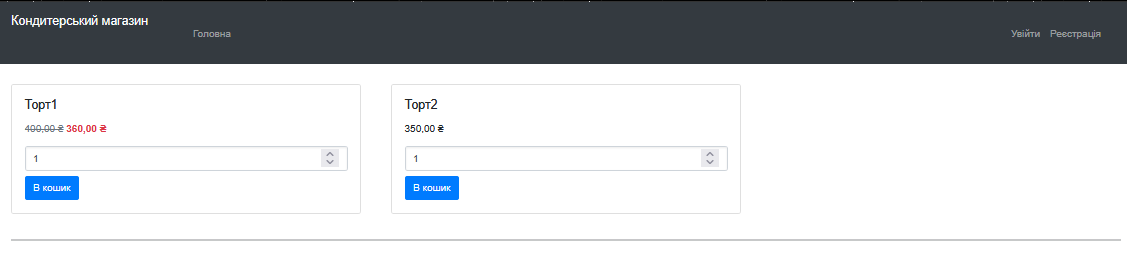 Кондитерський магазин
Головна
Увійти Реєстрація
Торт1
400,00 ₴ 360,00 ₴
1
В кошик
Торт2
350,00 ₴
1
В кошик